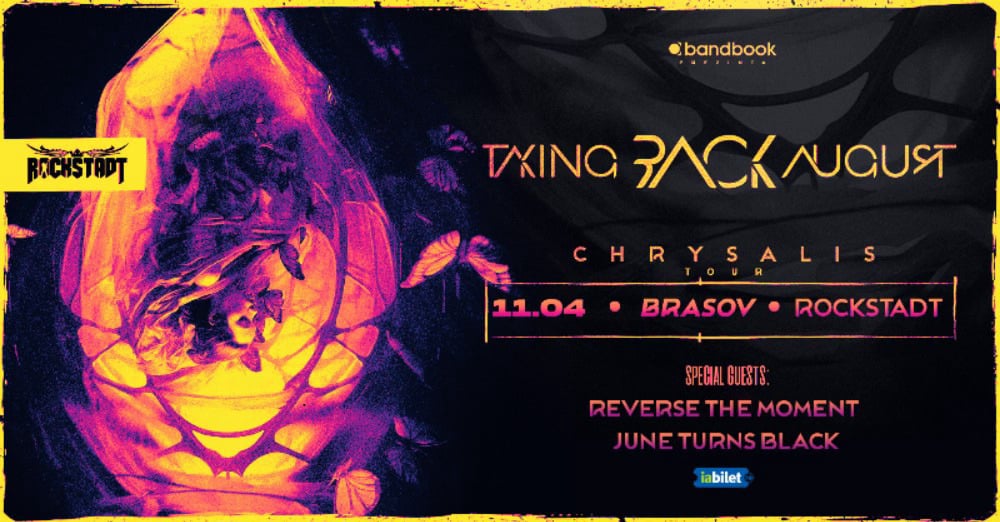 bandbook
PREZINTĂ
ROCKSTADT
TAKING BACK AUGUST
CHRYSALIS
TOUR
11.04 • BRASOV • ROCKSTADT
SPECIAL GUESTS:
REVERSE THE MOMENT
JUNE TURNS BLACK
iabilet